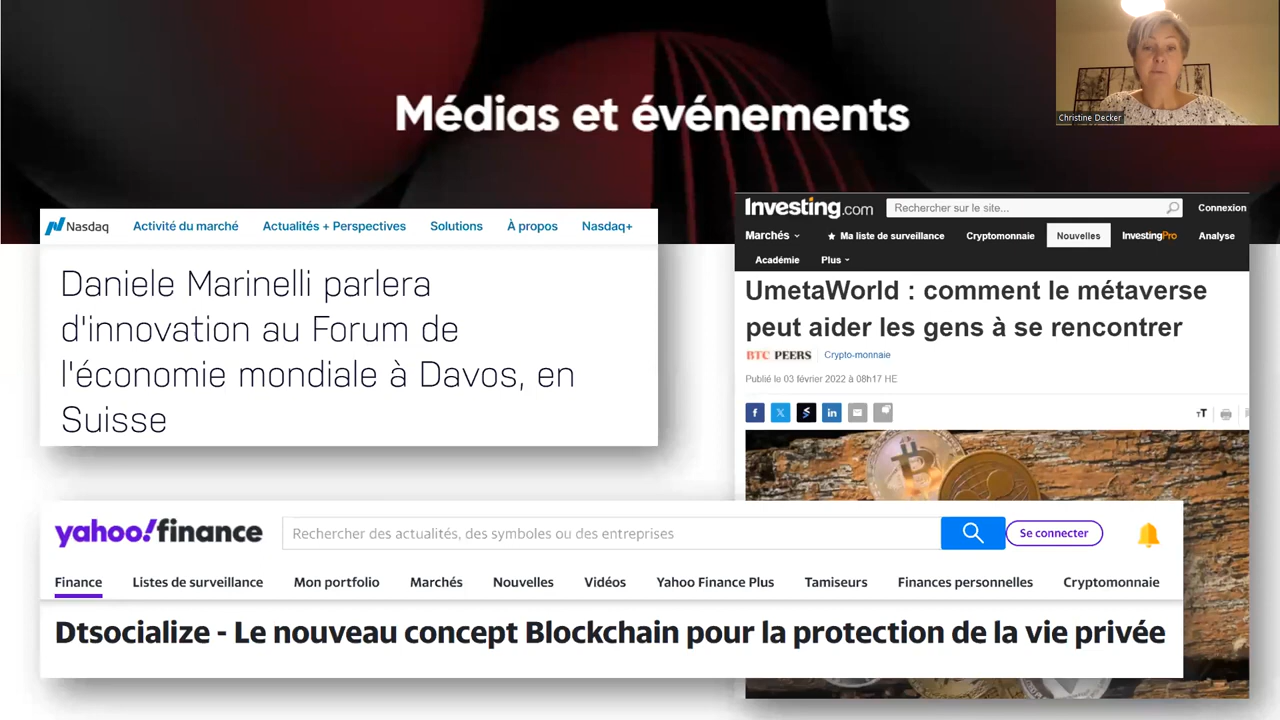 Médias et événements
Christine Decker
Nasdaq Activité du marché Actualités + Perspectives Solutions À propos Nasdaq+
Daniele Marinelli parlera
d'innovation au Forum de
l'économie mondiale à Davos, en
Suisse
Investing.com Rechercher sur le site... Connexion
Marchés Ma liste de surveillance Cryptomonnaie Nouvelles InvestingPro Analyse
Académie Plus
UmetaWorld : comment le métaverse
peut aider les gens à se rencontrer
BTC PEERS Crypto-monnaie
Publié le 03 février 2022 à 08h17 HE
yahoo!finance Rechercher des actualités, des symboles ou des entreprises Se connecter
Finance Listes de surveillance Mon portfolio Marchés Nouvelles Vidéos Yahoo Finance Plus Tamiseurs Finances personnelles Cryptomonnaie
Dtsocialize - Le nouveau concept Blockchain pour la protection de la vie privée